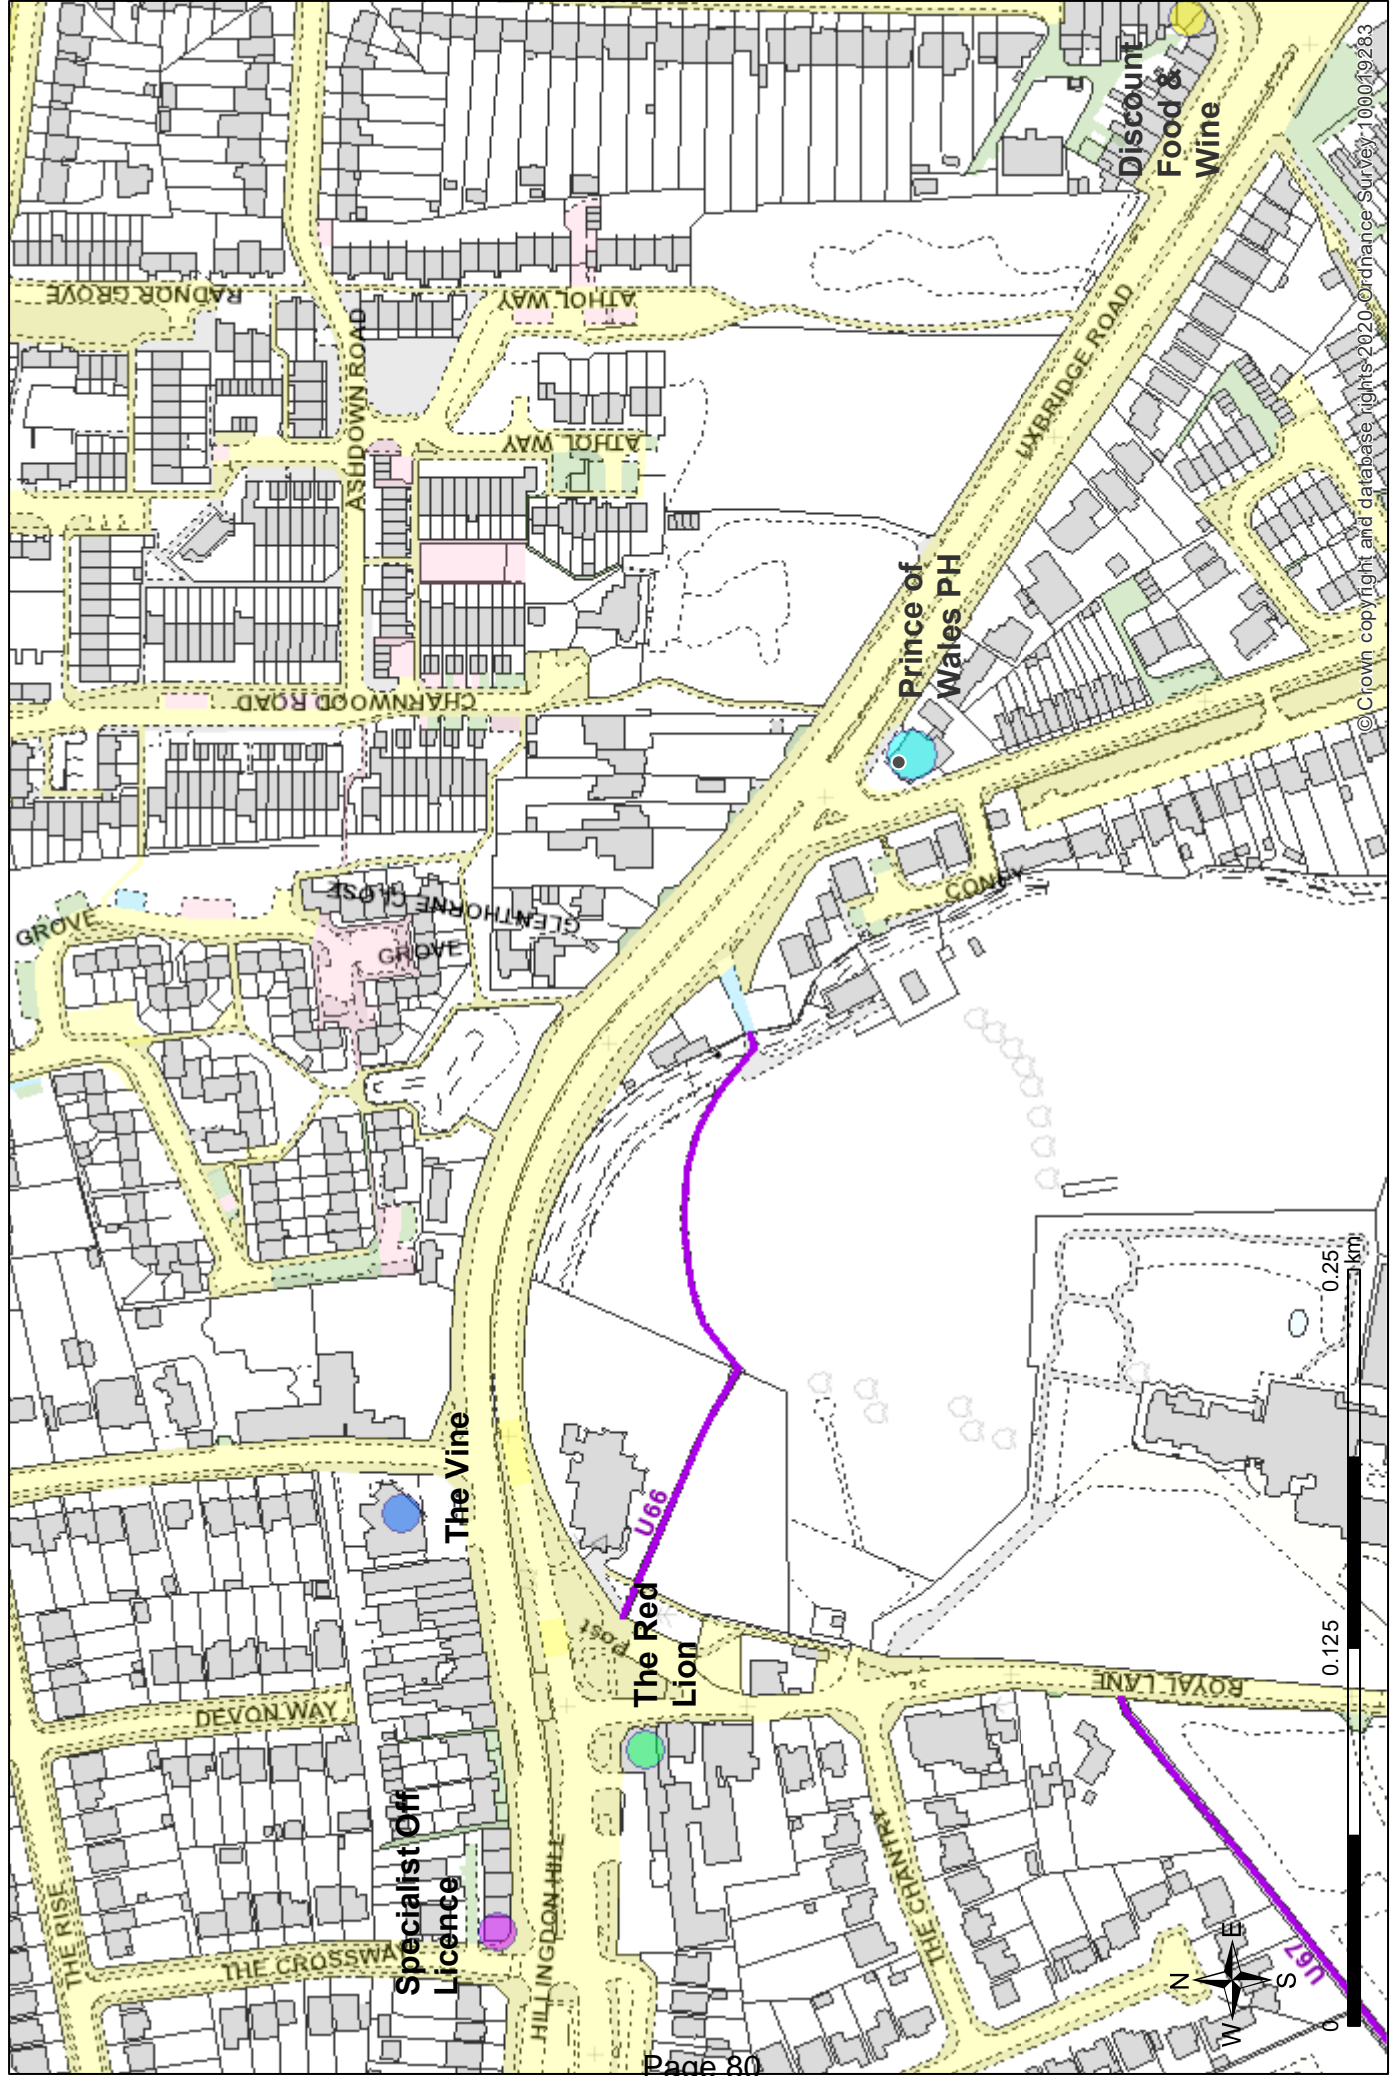 THE RISE
DEVON WAY
THE CROSSWAY
Specialist Off
Licence
HILLINGDON HILL
The Vine
The Red
Lion
Post
U66
ROYAL LANE
THE CHANTRY
U67
GROVE
GROVE
GLENTHORNE CLOSE
CHARNWOOD ROAD
ASHDOWN ROAD
RADNOR GROVE
ATHOL WAY
ATHOL WAY
UXBRIDGE ROAD
Prince of
Wales PH
CONEY
Discount
Food &
Wine
N
W E
S
0 0.125 0.25
km
© Crown copyright and database rights 2020 Ordnance Survey 100019283
Page 80